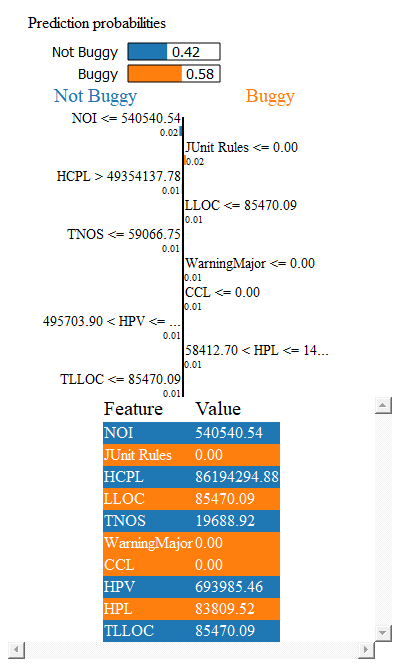 Prediction probabilities
Not Buggy 0.42
Buggy 0.58
Not Buggy Buggy
NOI <= 540540.54
0.02
JUnit Rules <= 0.00
0.02
HCPL > 49354137.78
0.01
LLOC <= 85470.09
0.01
TNOS <= 59066.75
0.01
WarningMajor <= 0.00
0.01
CCL <= 0.00
0.01
495703.90 < HPV <= ...
0.01
58412.70 < HPL <= 14...
0.01
TLLOC <= 85470.09
0.01
Feature Value
NOI 540540.54
JUnit Rules 0.00
HCPL 86194294.88
LLOC 85470.09
TNOS 19688.92
WarningMajor 0.00
CCL 0.00
HPV 693985.46
HPL 83809.52
TLLOC 85470.09